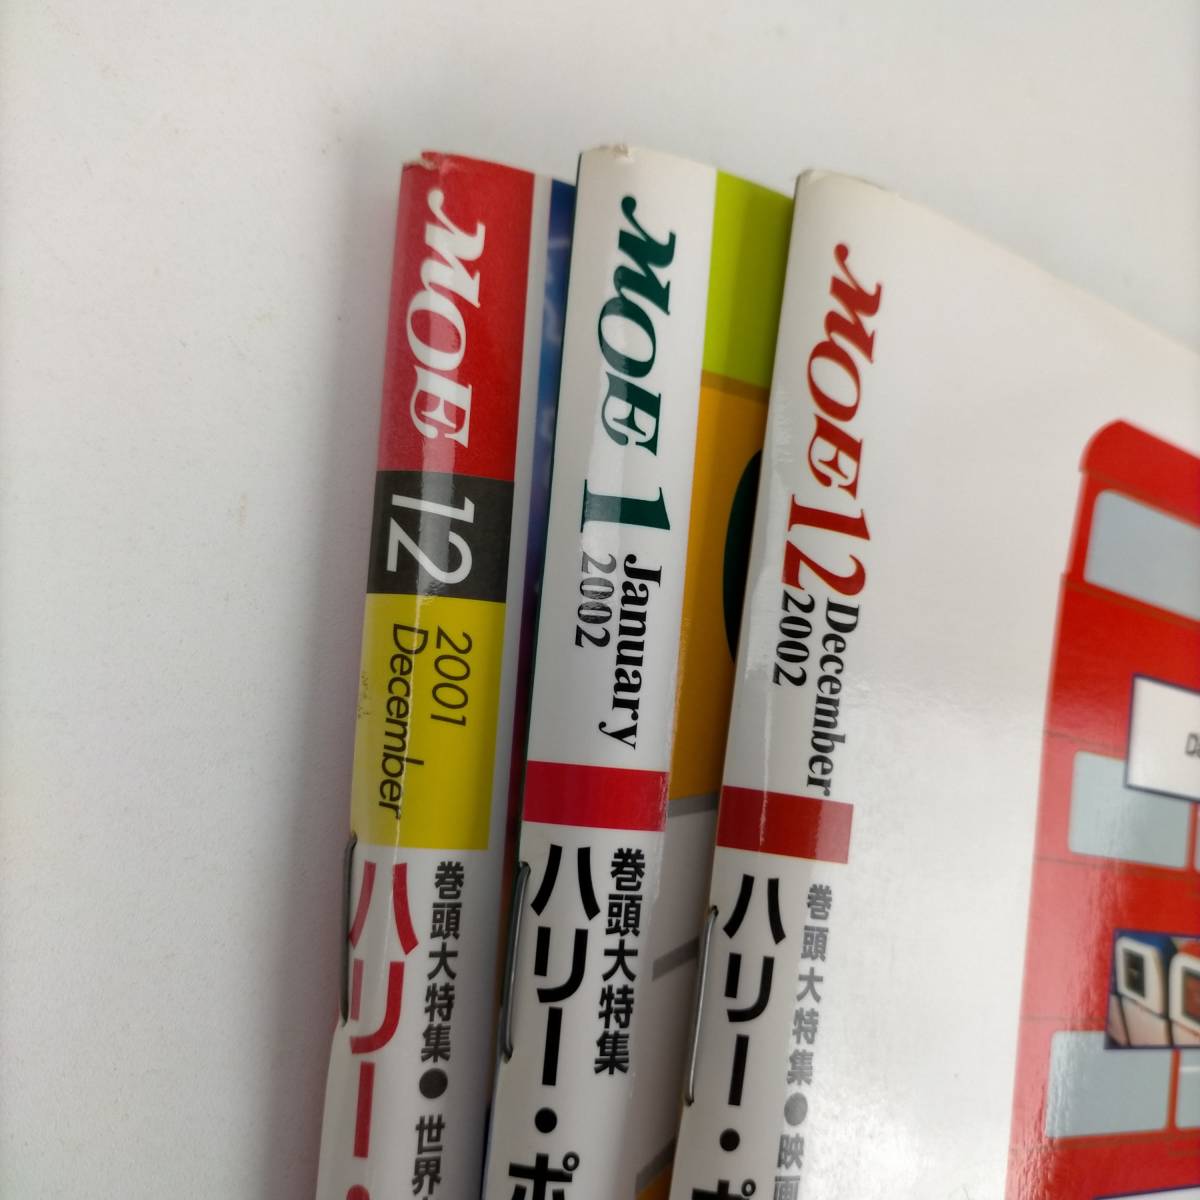 MOE
12
2001
December
巻頭大特集●世界
ハリー・
MOE
1
January
2002
巻頭大特集
ハリー・ポ
MOE
12
December
2002
巻頭大特集●映画
ハリー・ポ